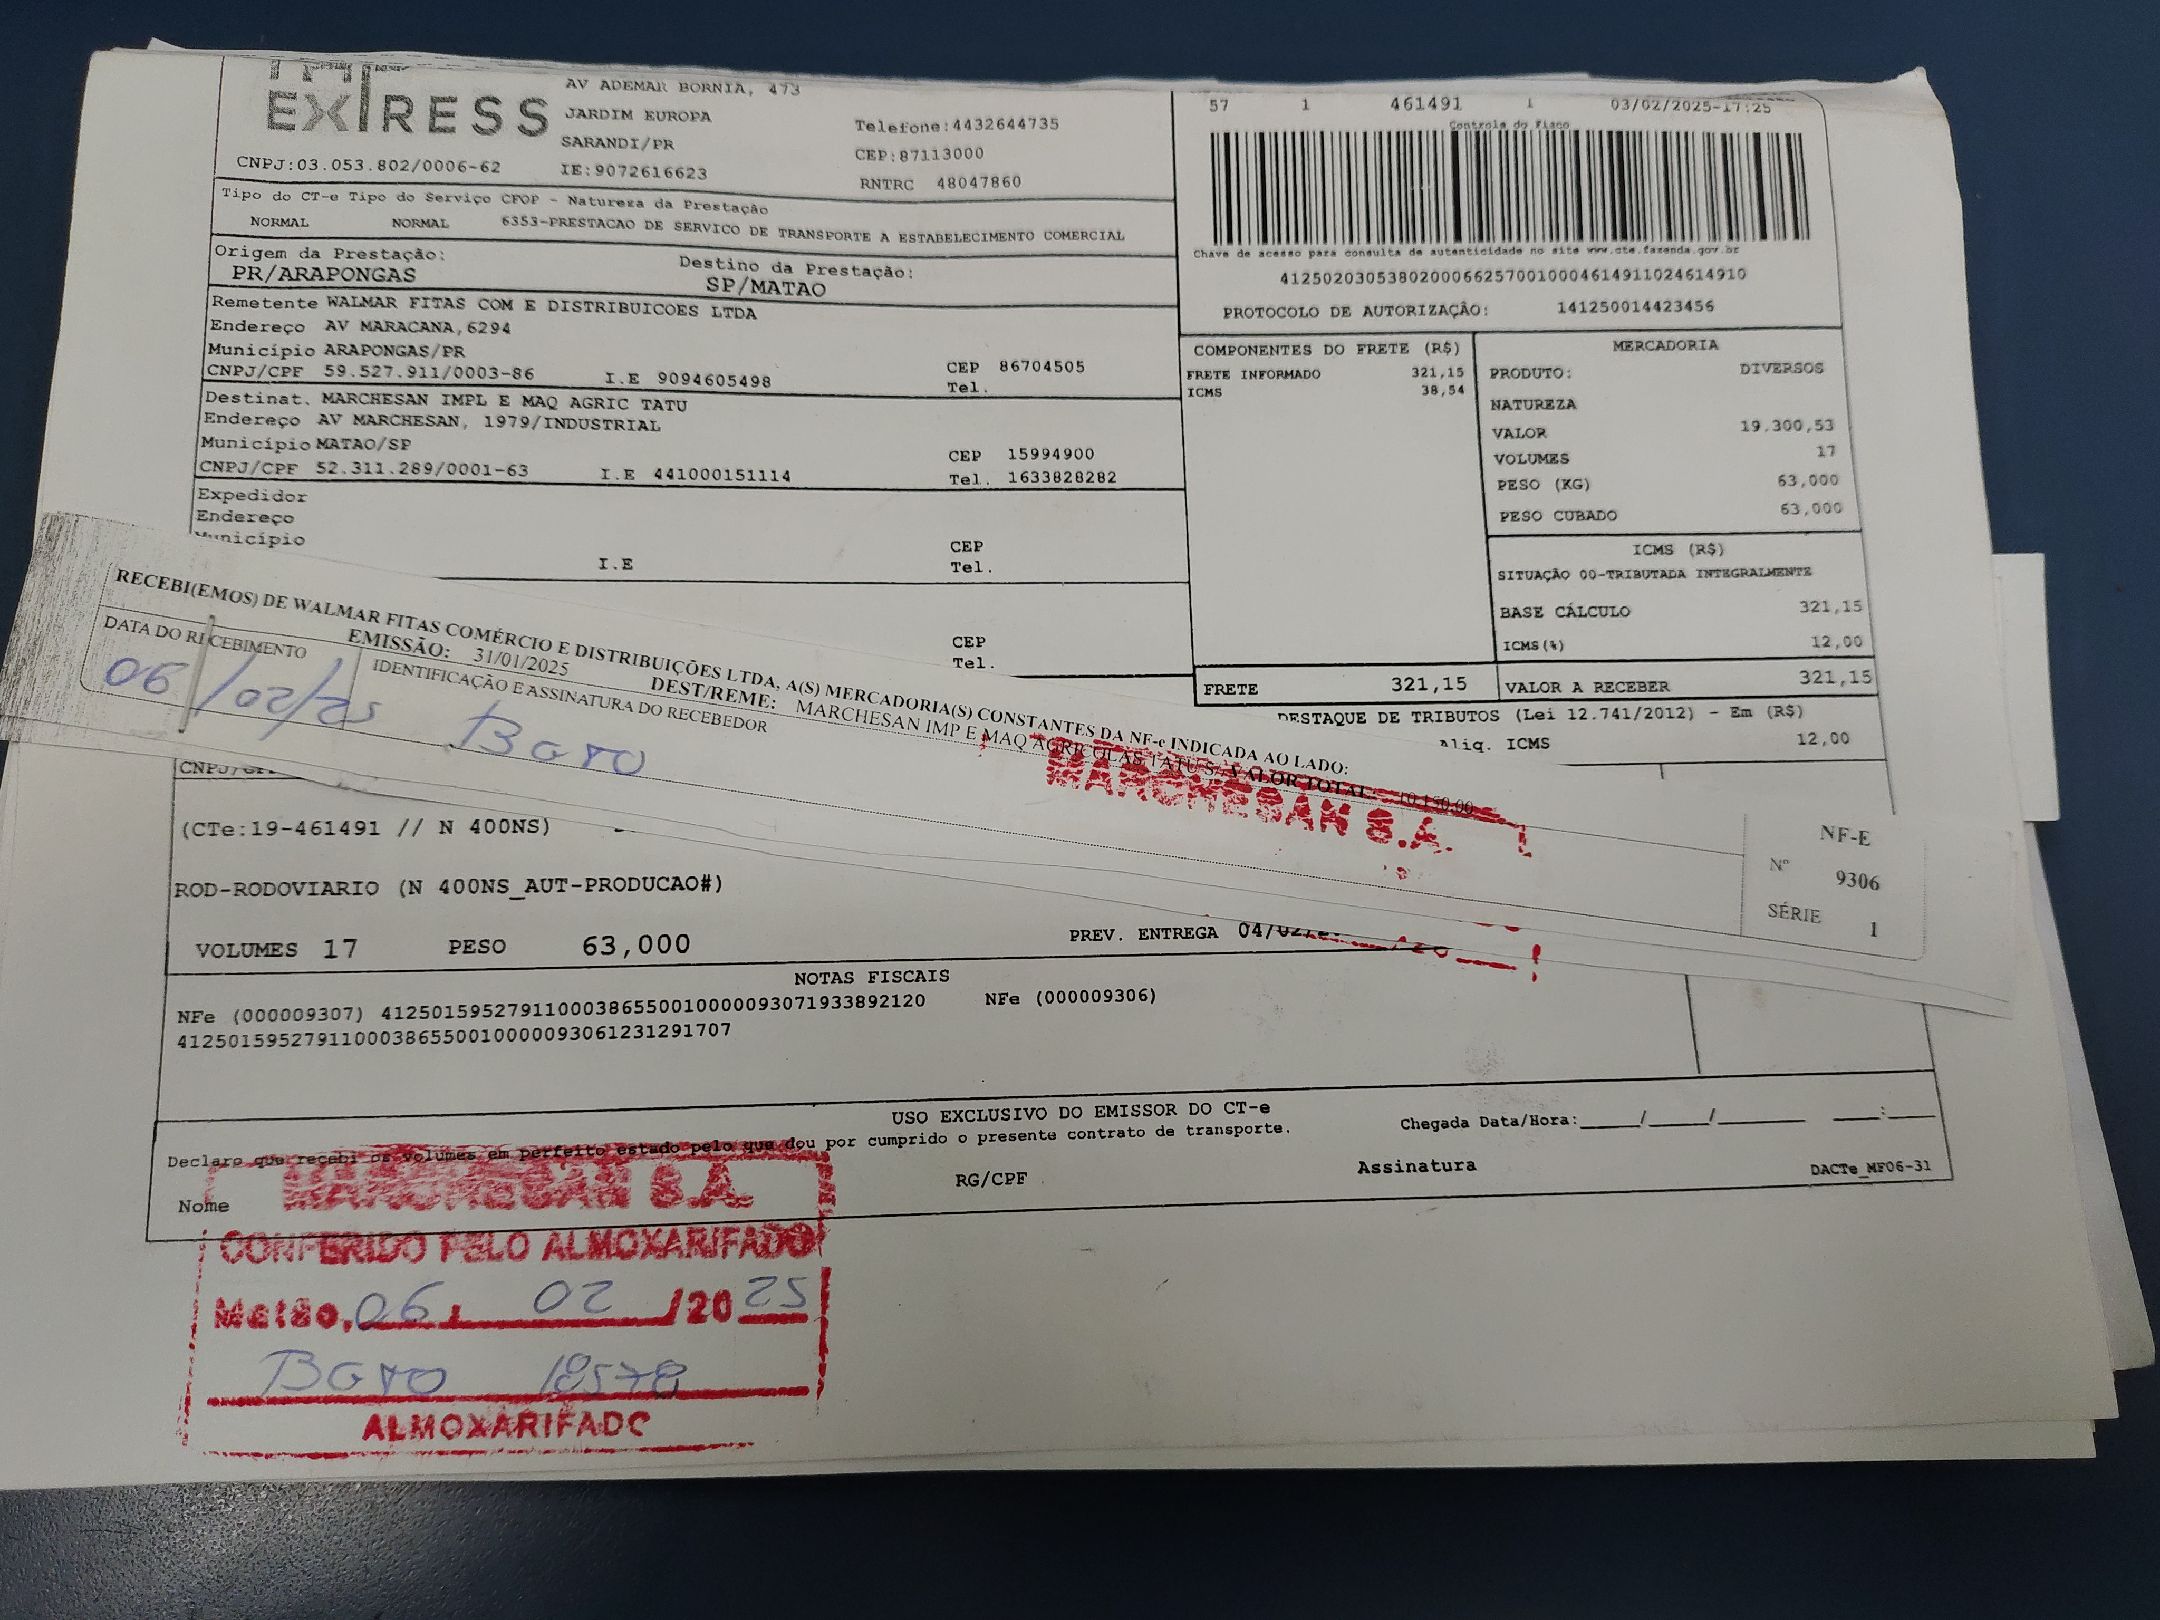 EXPRESS
AV ADEMAR BORNIA, 473
JARDIM EUROPA
SARANDI/PR
Telefone:4432644735
CEP:87113000
CNPJ:03.053.802/0006-62
IE:9072616623
RNTRC 48047860
57 1 461491 1 03/02/2025-17:25
Controle do Fisco
Chave de acesso para consulta de autenticidade no site www.cte.fazenda.gov.br
41250203053802000662570010004614911024614910
PROTOCOLO DE AUTORIZAÇÃO: 141250014423456
Tipo do CT-e Tipo do Serviço CFOP - Natureza da Prestação
NORMAL NORMAL 6353-PRESTACAO DE SERVICO DE TRANSPORTE A ESTABELECIMENTO COMERCIAL
Origem da Prestação: Destino da Prestação:
PR/ARAPONGAS SP/MATAO
Remetente WALMAR FITAS COM E DISTRIBUICOES LTDA
Endereço AV MARACANA,6294
Município ARAPONGAS/PR CEP 86704505
CNPJ/CPF 59.527.911/0003-86 I.E 9094605498 Tel.
Destinat. MARCHESAN IMPL E MAQ AGRIC TATU
Endereço AV MARCHESAN, 1979/INDUSTRIAL
Município MATAO/SP CEP 15994900
CNPJ/CPF 52.311.289/0001-63 I.E 441000151114 Tel. 1633828282
Expedidor
Endereço
Município CEP
I.E Tel.
CEP
Tel.
COMPONENTES DO FRETE (R$)
FRETE INFORMADO 321,15
ICMS 38,54
FRETE 321,15
MERCADORIA
PRODUTO: DIVERSOS
NATUREZA
VALOR 19.300,53
VOLUMES 17
PESO (KG) 63,000
PESO CUBADO 63,000
ICMS (R$)
SITUAÇÃO 00-TRIBUTADA INTEGRALMENTE
BASE CÁLCULO 321,15
ICMS(%) 12,00
VALOR A RECEBER 321,15
DESTAQUE DE TRIBUTOS (Lei 12.741/2012) - Em (R$)
aliq. ICMS 12,00
RECEBI(EMOS) DE WALMAR FITAS COMÉRCIO E DISTRIBUIÇÕES LTDA, A(S) MERCADORIA(S) CONSTANTES DA NF-e INDICADA AO LADO:
EMISSÃO: 31/01/2025 DEST/REME: MARCHESAN IMP E MAQ AGRICOLAS TATU S/ VALOR TOTAL: 10.150,00
DATA DO RECEBIMENTO
IDENTIFICAÇÃO E ASSINATURA DO RECEBEDOR
06/02/25
MARCHESAN S.A.
NF-E
Nº 9306
SÉRIE 1
CNPJ/CPF
(CTe:19-461491 // N 400NS)
ROD-RODOVIARIO (N 400NS_AUT-PRODUCAO#)
VOLUMES 17 PESO 63,000 PREV. ENTREGA 04/02/2
NOTAS FISCAIS
NFe (000009307) 41250159527911000386550010000093071933892120 NFe (000009306)
41250159527911000386550010000093061231291707
USO EXCLUSIVO DO EMISSOR DO CT-e
Declaro que recebi os volumes em perfeito estado pelo que dou por cumprido o presente contrato de transporte.
Chegada Data/Hora:_____/_____/_______ ____:____
Nome RG/CPF Assinatura DACTe_MF06-31
MARCHESAN S.A.
CONFERIDO PELO ALMOXARIFADO
Matão, 06 / 02 /2025
18578
ALMOXARIFADO